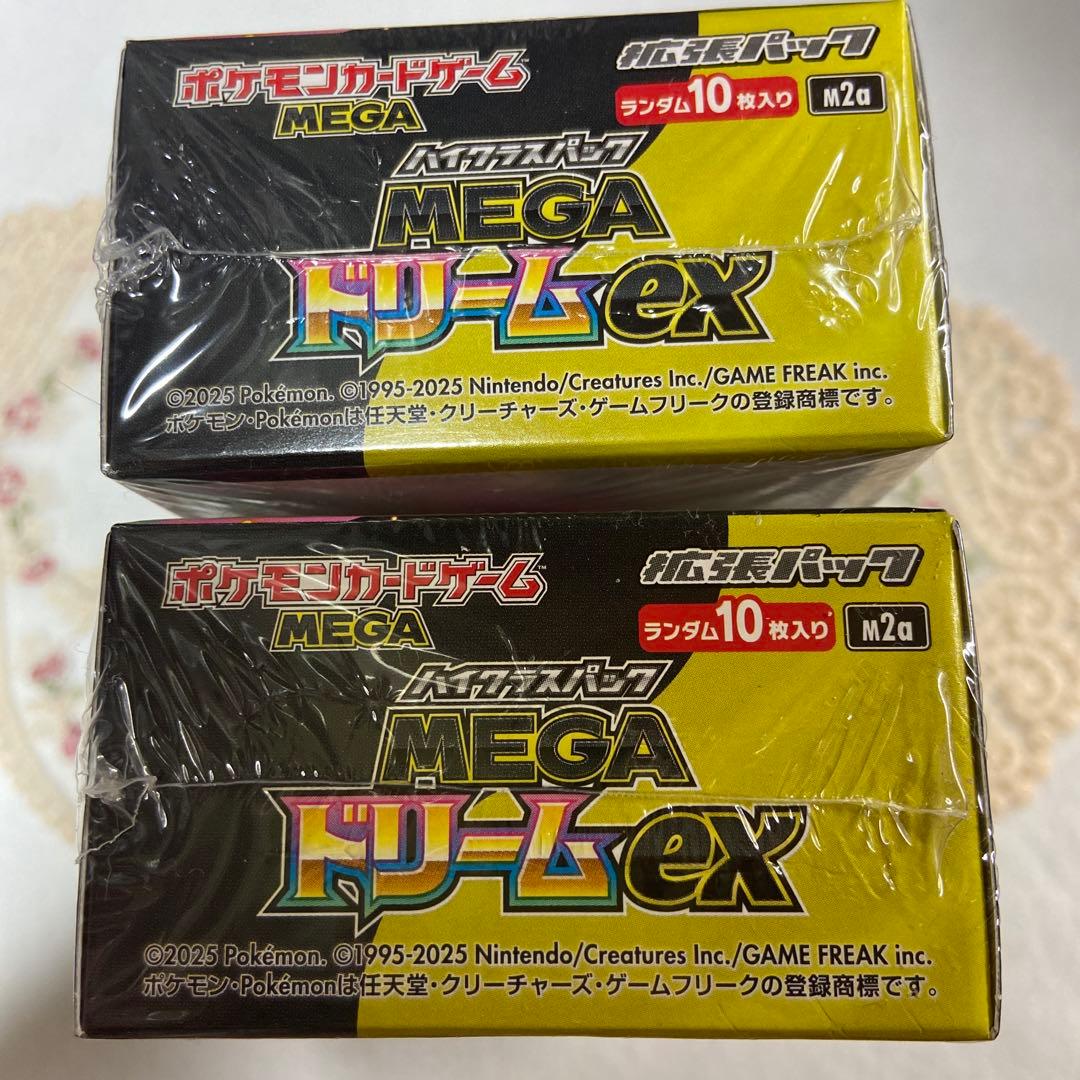 ポケモンカードゲーム
MEGA
拡張パック
ランダム10枚入り
M2a
ハイクラスパック
MEGA
ドリームex
©2025 Pokémon. ©1995-2025 Nintendo/Creatures Inc./GAME FREAK inc.
ポケモン・Pokémonは任天堂・クリーチャーズ・ゲームフリークの登録商標です。
ポケモンカードゲーム™
MEGA
拡張パック
ランダム10枚入り
M2a
ハイクラスパック
MEGA
ドリームex
©2025 Pokémon. ©1995-2025 Nintendo/Creatures Inc./GAME FREAK inc.
ポケモン・Pokémonは任天堂・クリーチャーズ・ゲームフリークの登録商標です。